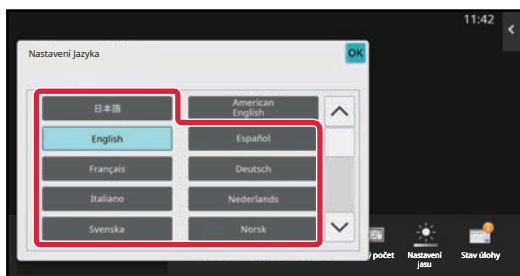 11:42
Nastavení Jazyka
OK
日本語
American
English
English
Español
Français
Deutsch
Italiano
Nederlands
Svenska
Norsk
počet
Nastavení
jasu
Stav úlohy